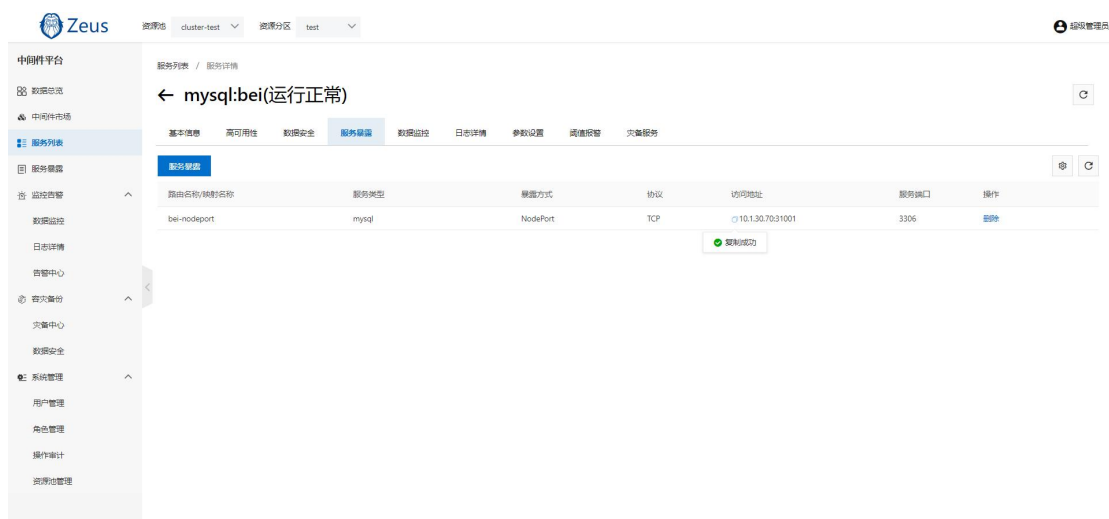 Zeus
资源池 cluster-test 资源分区 test
超级管理员
中间件平台
数据总览
中间件市场
服务列表
服务暴露
监控告警
数据监控
日志详情
告警中心
容灾备份
灾备中心
数据安全
系统管理
用户管理
角色管理
操作审计
资源池管理
服务列表 / 服务详情
← mysql:bei(运行正常)
基本信息 高可用性 数据安全 服务暴露 数据监控 日志详情 参数设置 阈值报警 灾备服务
服务暴露
路由名称/映射名称 服务类型 暴露方式 协议 访问地址 服务端口 操作
bei-nodeport mysql NodePort TCP 10.1.30.70:31001 3306 删除
复制成功